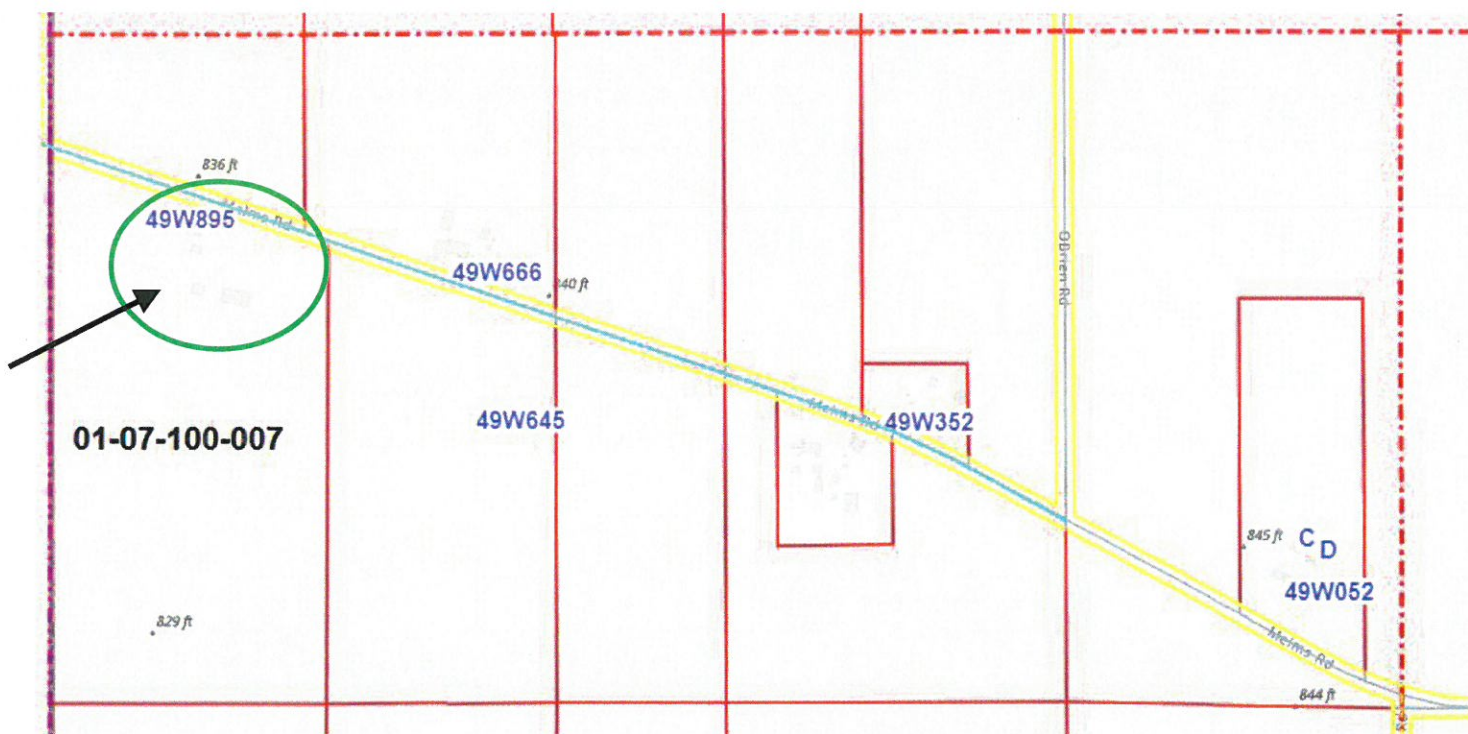 836 ft
Melms Rd
49W895
49W666
840 ft
OBrien Rd
49W645
Melms Rd
49W352
01-07-100-007
845 ft
C D
49W052
829 ft
Melms Rd
844 ft